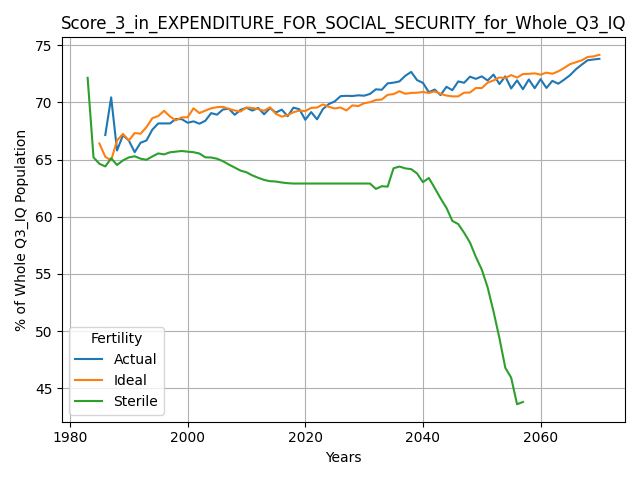 Score_3_in_EXPENDITURE_FOR_SOCIAL_SECURITY_for_Whole_Q3_IQ
% of Whole Q3_IQ Population
75
70
65
60
55
50
45
Fertility
Actual
Ideal
Sterile
1980
2000
2020
2040
2060
Years